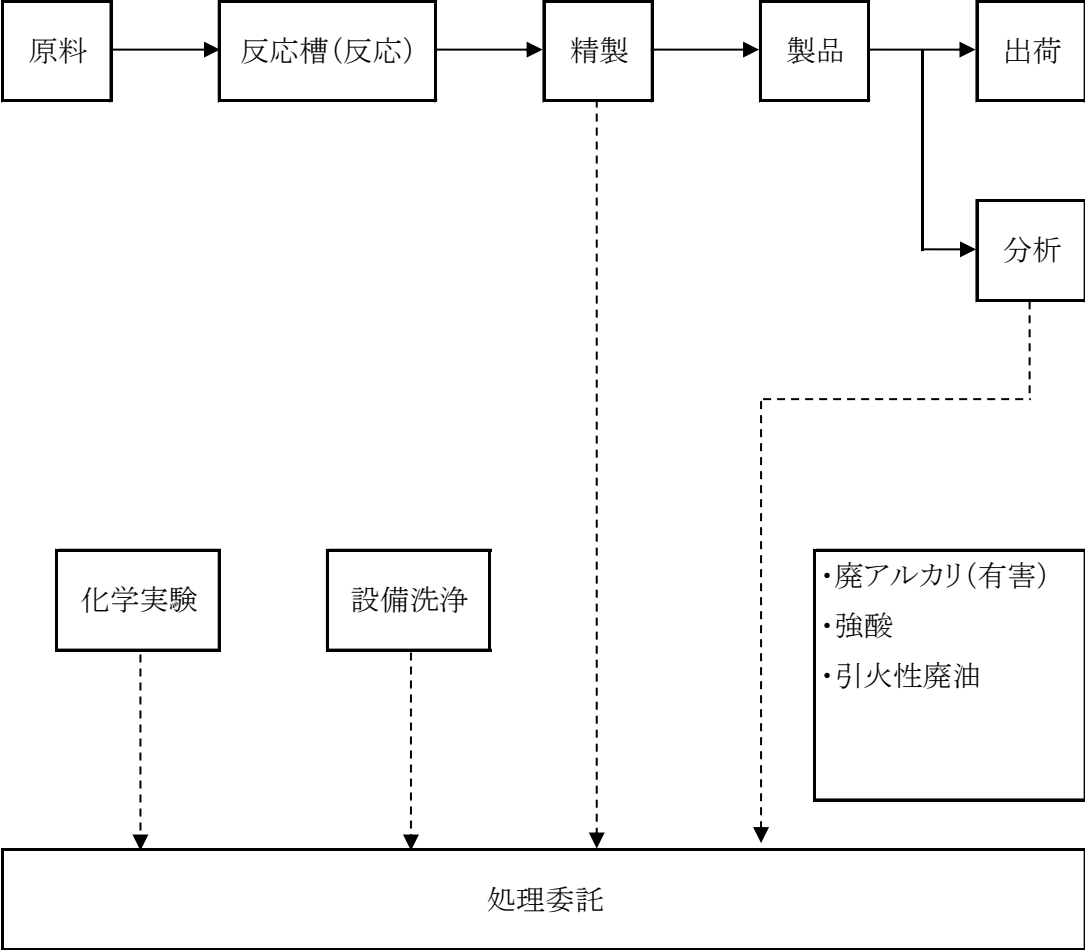 原料
反応槽(反応)
精製
製品
出荷
分析
化学実験
設備洗浄
・廃アルカリ(有害)
・強酸
・引火性廃油
処理委託